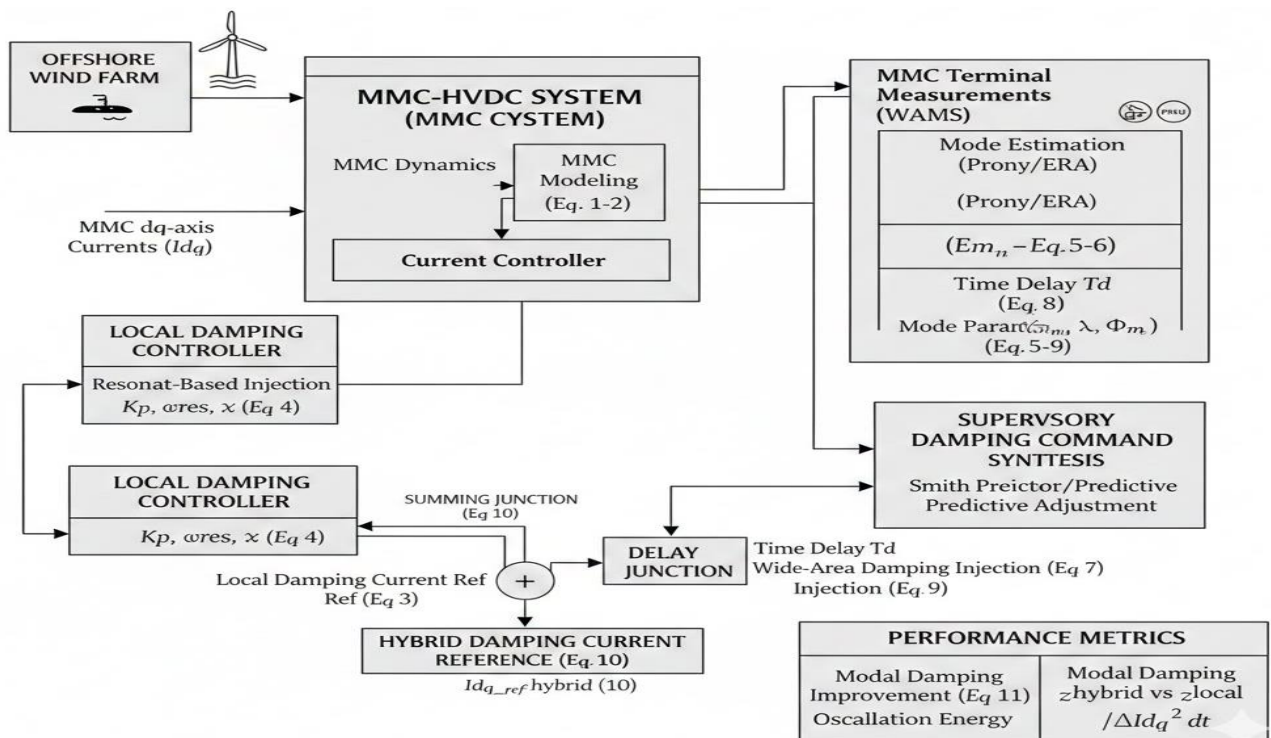 OFFSHORE
WIND FARM
MMC-HVDC SYSTEM
(MMC CYSTEM)
MMC Dynamics
MMC
Modeling
(Eq. 1-2)
Current Controller
MMC dq-axis
Currents (Idq)
MMC Terminal
Measurements
(WAMS)
Mode Estimation
(Prony/ERA)
(Prony/ERA)
(Em_n – Eq. 5-6)
Time Delay Td
(Eq. 8)
λ, Φ_m)
(Eq. 5-9)
LOCAL DAMPING
CONTROLLER
Resonat-Based Injection
Kp, ωres, x (Eq 4)
LOCAL DAMPING
CONTROLLER
Kp, ωres, x (Eq 4)
SUMMING JUNCTION
(Eq 10)
+
Local Damping Current Ref
Ref (Eq 3)
DELAY
JUNCTION
Time Delay Td
Wide-Area Damping Injection (Eq 7)
Injection (Eq. 9)
SUPERVSORY
DAMPING COMMAND
SYNTTESIS
Smith Preictor/Predictive
Predictive Adjustment
HYBRID DAMPING CURRENT
REFERENCE (Eq. 10)
Idq_ref hybrid (10)
PERFORMANCE METRICS
Modal Damping
Improvement (Eq 11)
Oscallation Energy
Modal Damping
zhybrid vs zlocal
/ΔIdq² dt